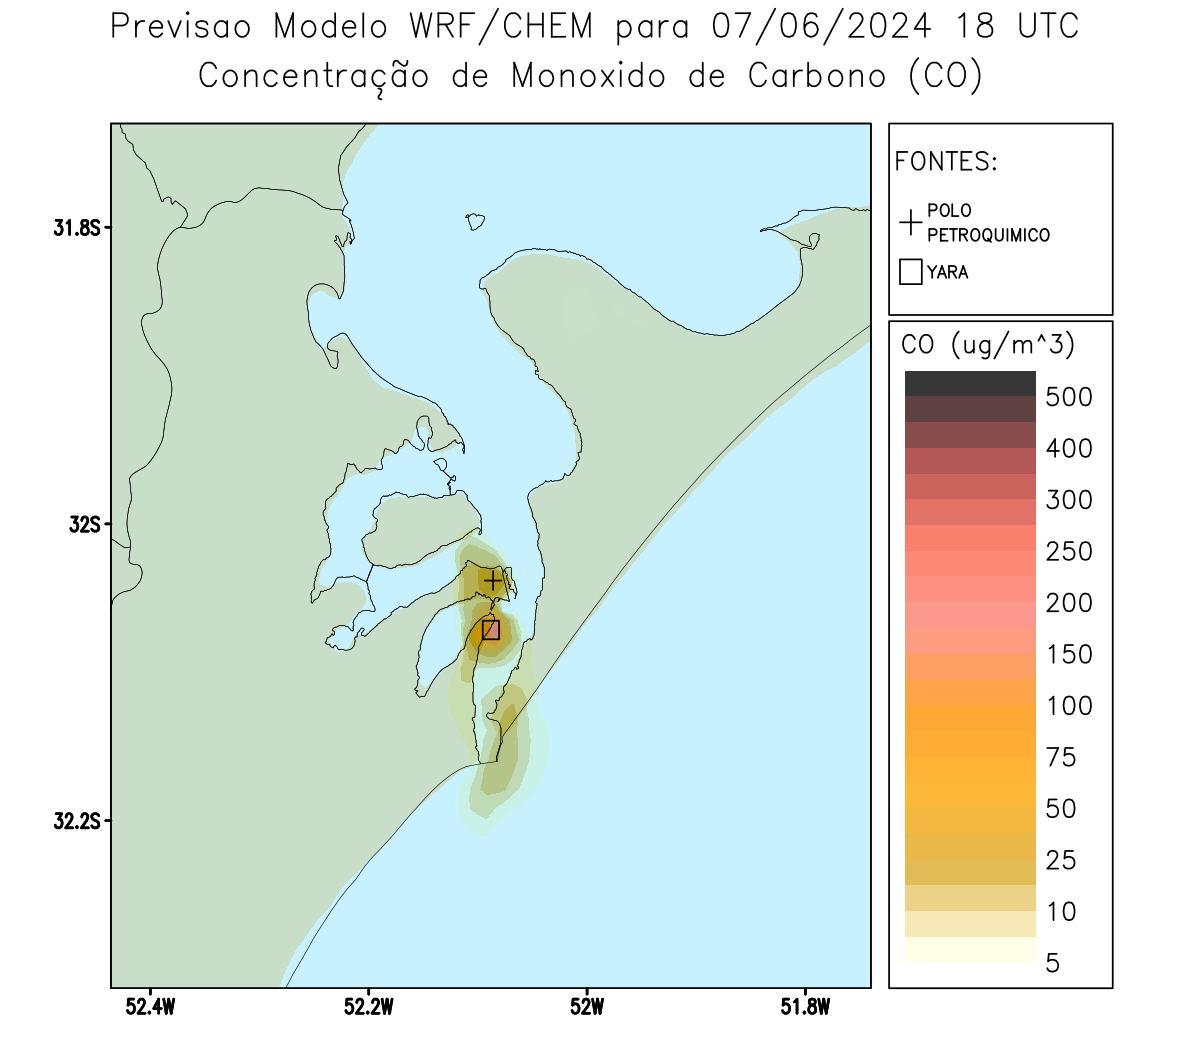 Previsao Modelo WRF/CHEM para 07/06/2024 18 UTC
Concentração de Monoxido de Carbono (CO)
FONTES:
POLO
PETROQUIMICO
YARA
31.8S
32S
32.2S
52.4W
52.2W
52W
51.8W
CO (ug/m^3)
500
400
300
250
200
150
100
75
50
25
10
5